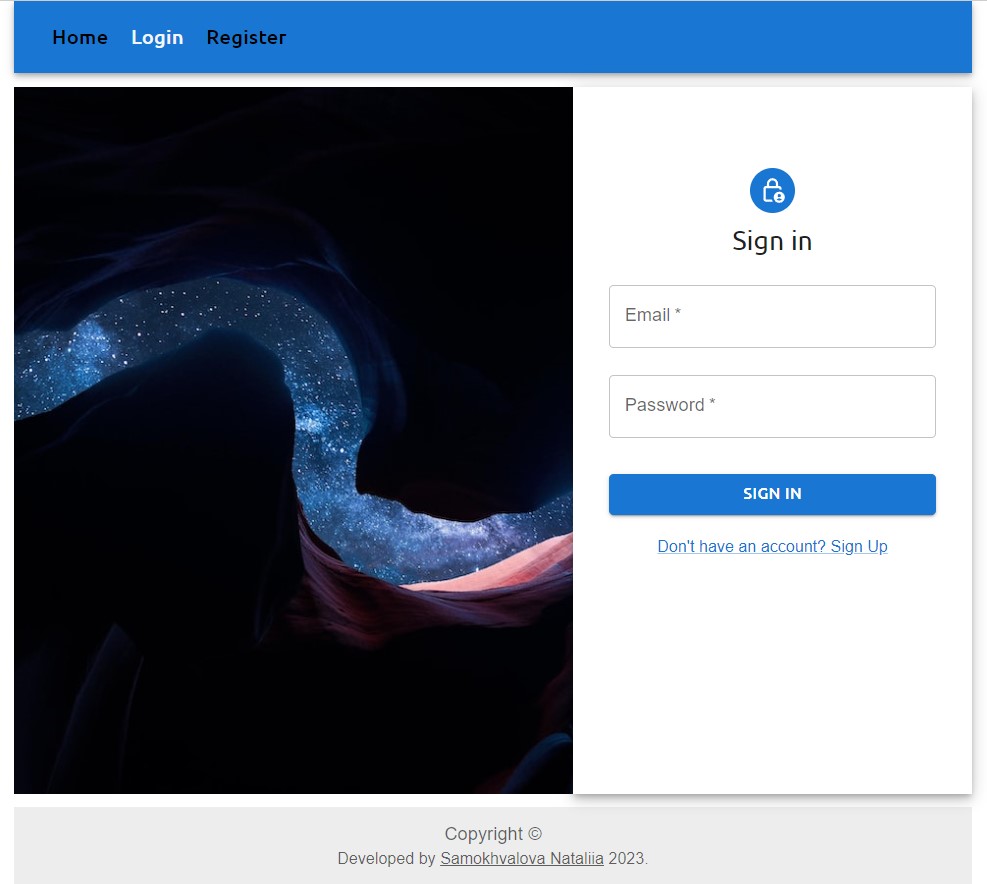 Home Login Register
Sign in
Email *
Password *
SIGN IN
Don't have an account? Sign Up
Copyright ©
Developed by Samokhvalova Nataliia 2023.